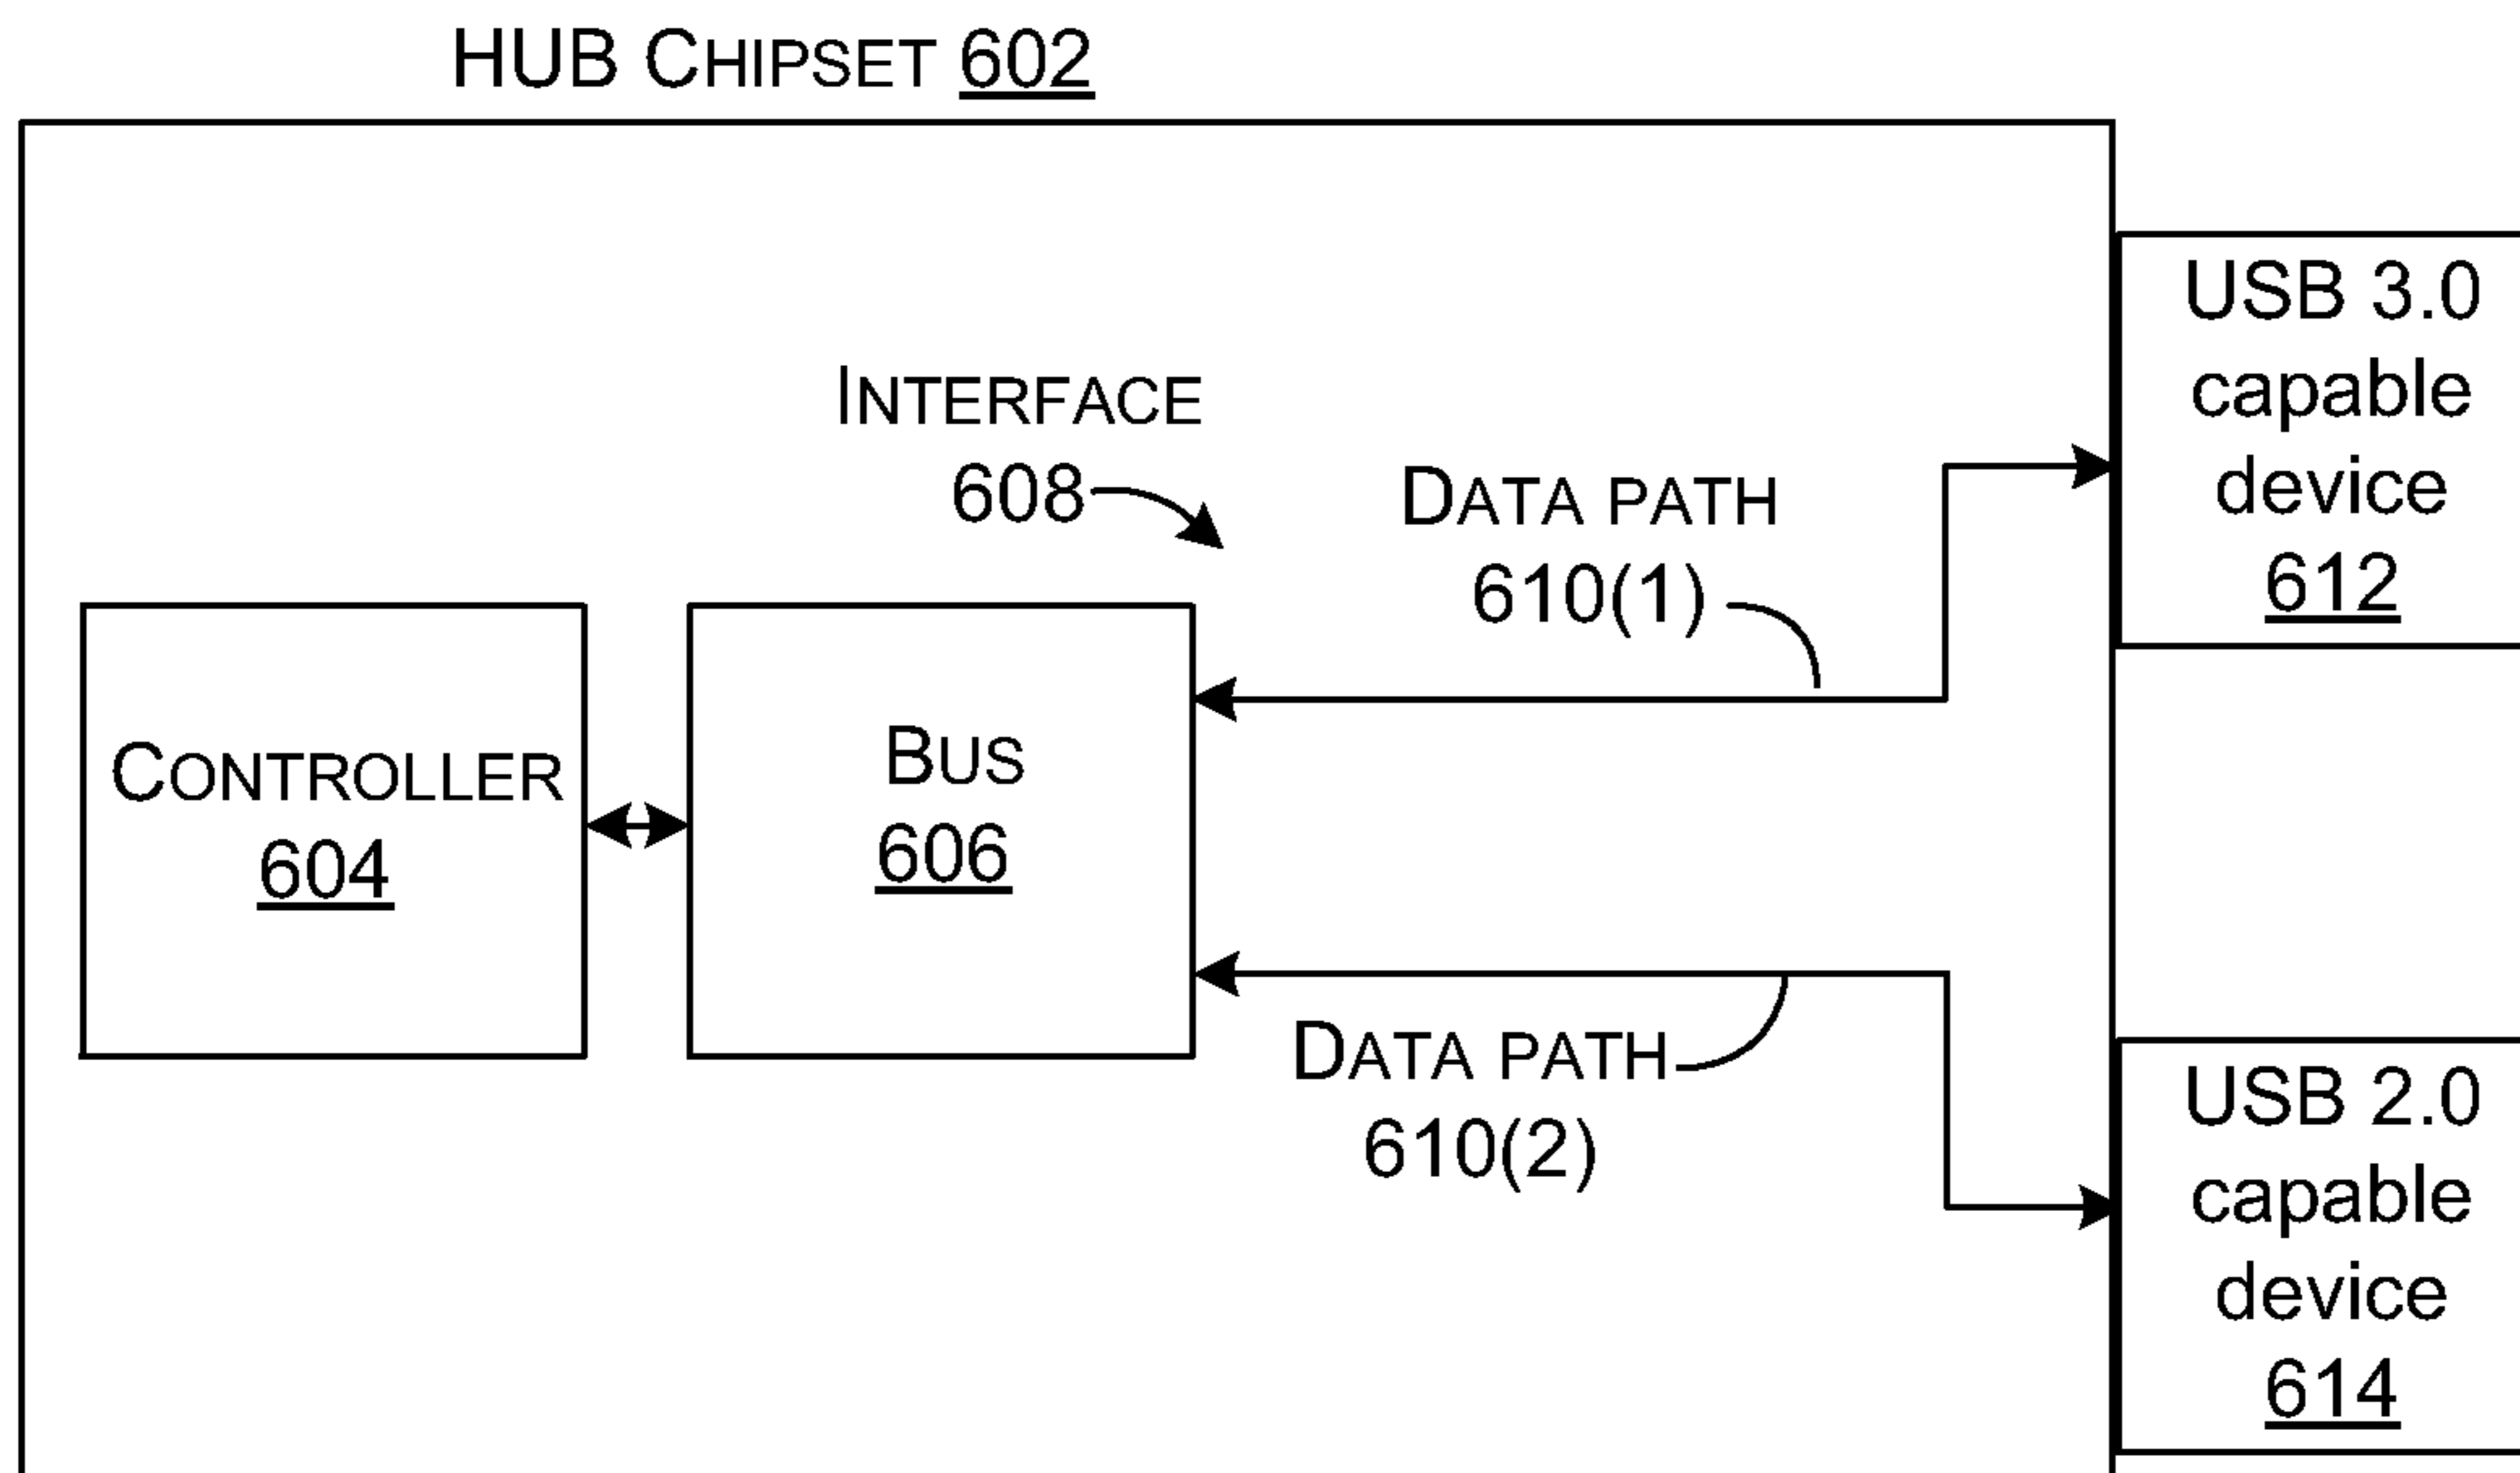 HUB CHIPSET 602
INTERFACE
608
DATA PATH
610(1)
USB 3.0
capable
device
612
CONTROLLER
604
BUS
606
DATA PATH
610(2)
USB 2.0
capable
device
614